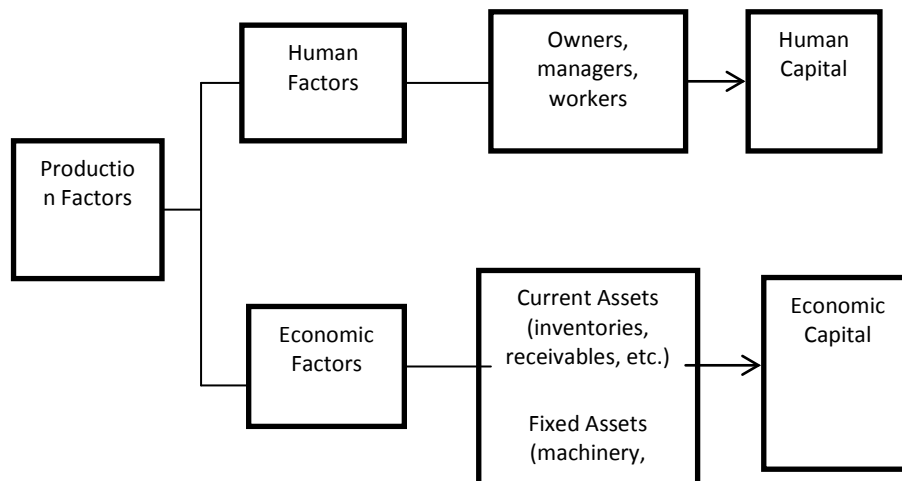 Human
Factors
Owners,
managers,
workers
Human
Capital
Productio
n Factors
Economic
Factors
Current Assets
(inventories,
receivables, etc.)
Fixed Assets
(machinery,
Economic
Capital